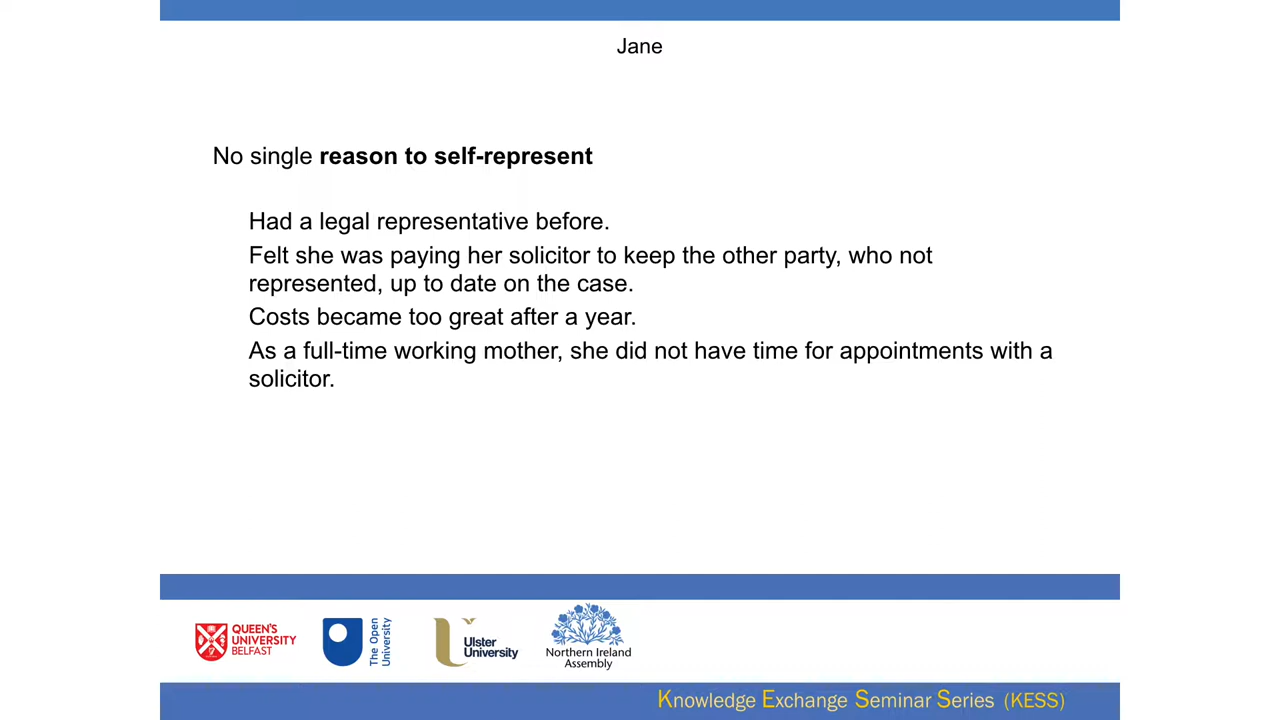 Jane
No single reason to self-represent
Had a legal representative before.
Felt she was paying her solicitor to keep the other party, who not
represented, up to date on the case.
Costs became too great after a year.
As a full-time working mother, she did not have time for appointments with a
solicitor.
QUEEN'S
UNIVERSITY
BELFAST
The Open
University
Ulster
University
Northern Ireland
Assembly
Knowledge Exchange Seminar Series (KESS)